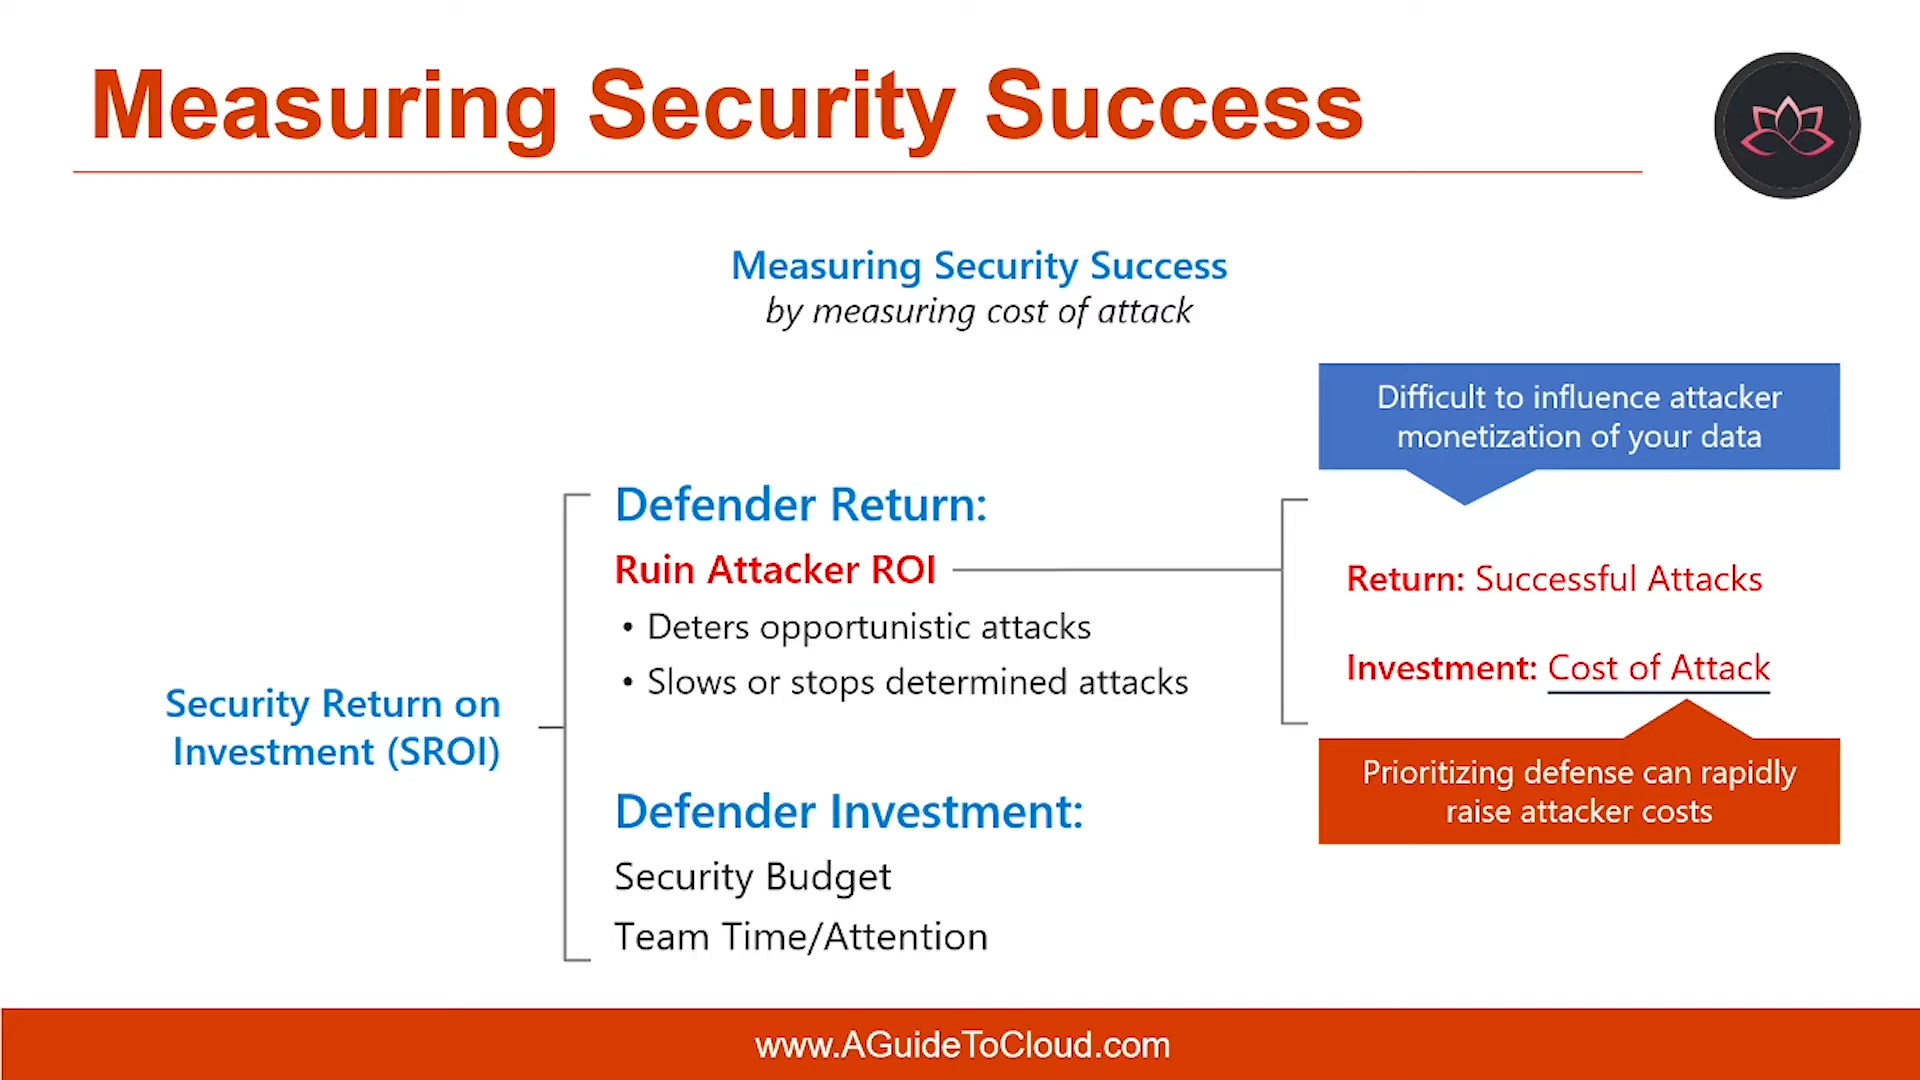 Measuring Security Success
Measuring Security Success
by measuring cost of attack
Security Return on
Investment (SROI)
Defender Return:
Ruin Attacker ROI
• Deters opportunistic attacks
• Slows or stops determined attacks
Defender Investment:
Security Budget
Team Time/Attention
Difficult to influence attacker
monetization of your data
Return: Successful Attacks
Investment: Cost of Attack
Prioritizing defense can rapidly
raise attacker costs
www.AGuideToCloud.com